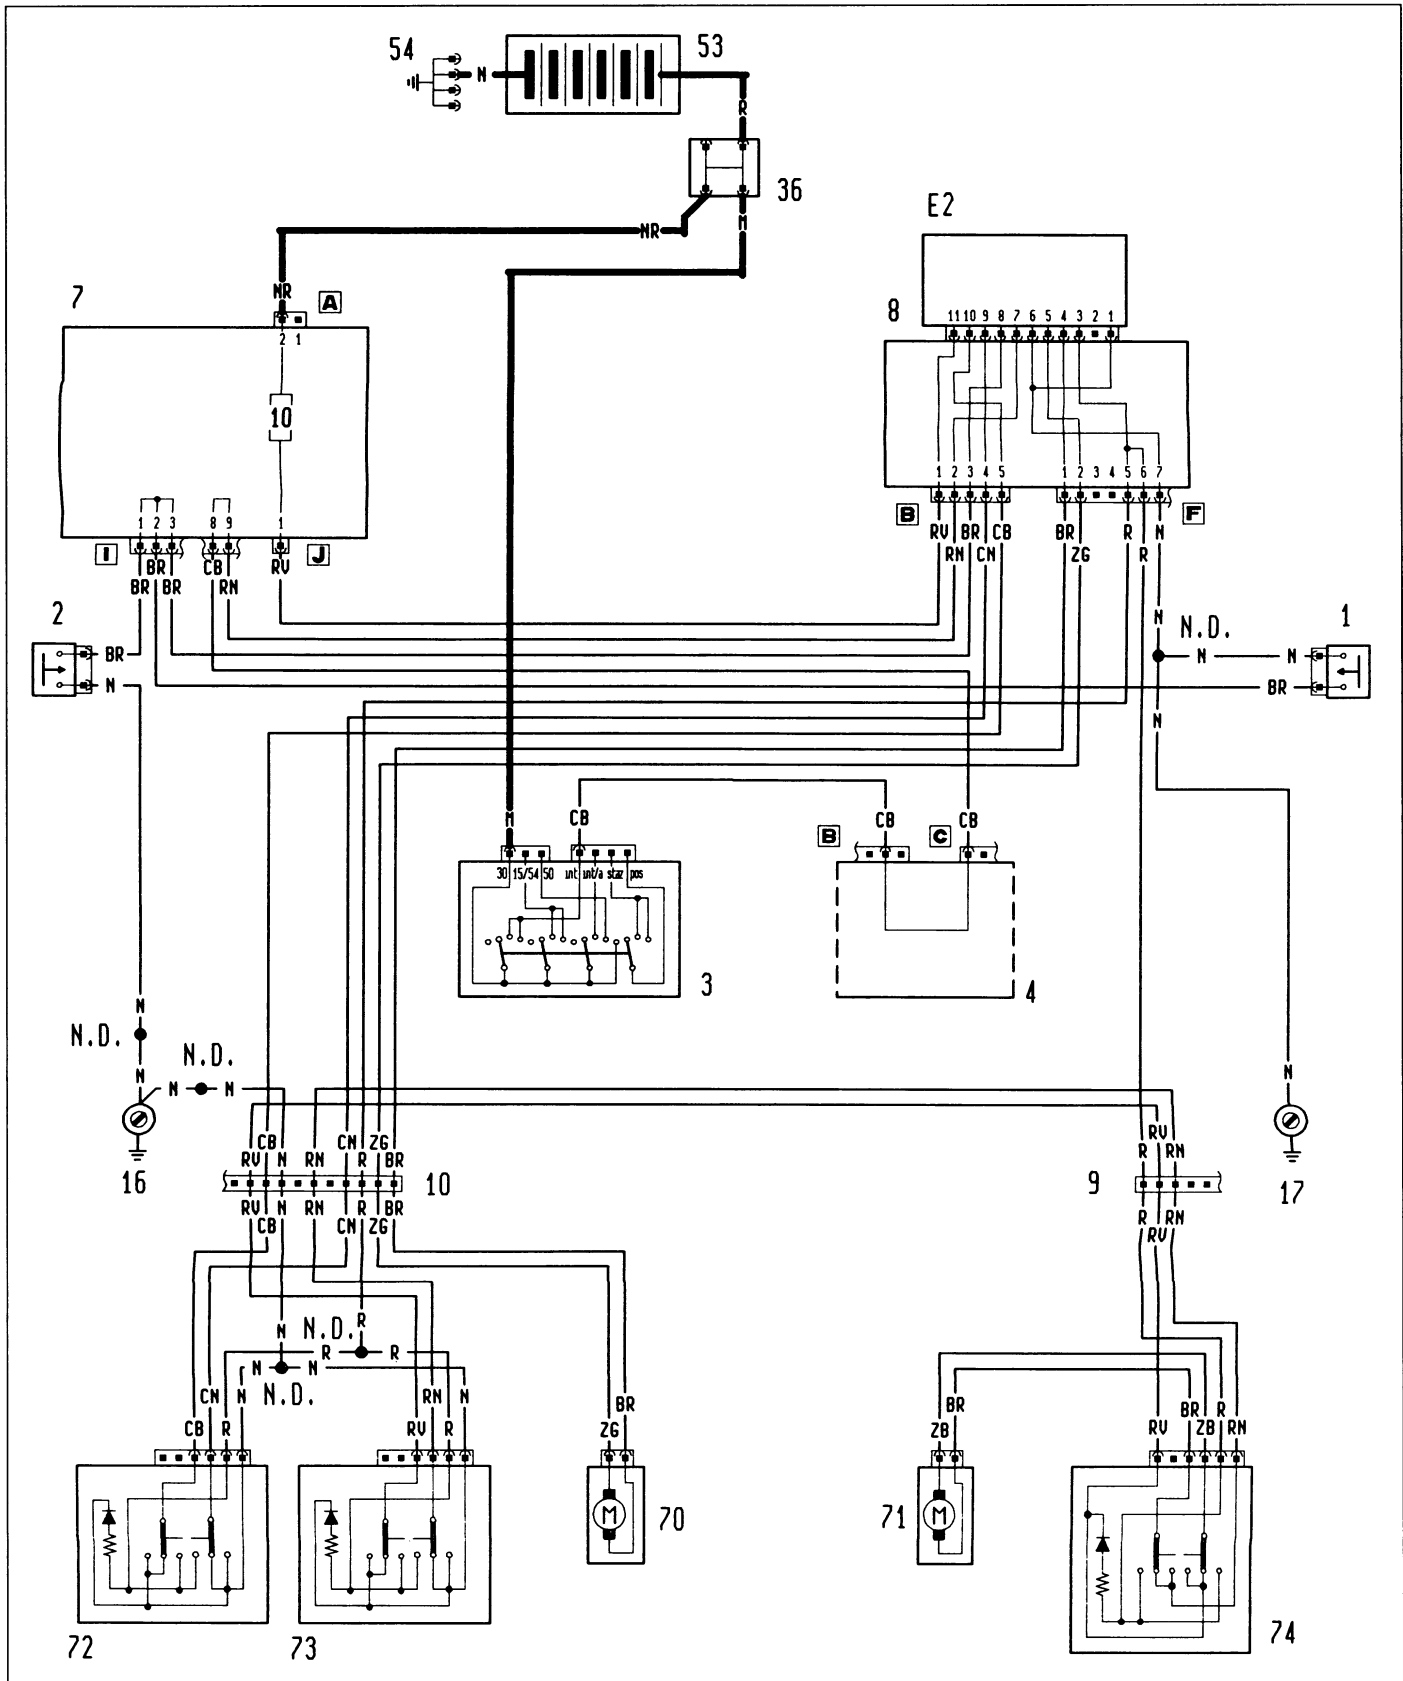 54 53
N
R
36
NR M
E2
7 NR A
8
11 10 9 8 7 6 5 4 3 2 1
2 1
10
1 2 3 4 5 1 2 3 4 5 6 7
1 2 3 8 9 1
B RV BR CB BR R N F
RN CN ZG R
I BR CB RV J
BR BR RN
2 1
N N.D.
BR N N
N BR
N
M CB CB CB
B C
30 15/54 50 int int/a staz pos
3 4
N
N.D. N.D.
N N N N
CB CN ZG RV
RV N RN R BR R RN
16 10 9 17
RV N RN R BR R RN
CB CN ZG RV
R
N N.D.
R R
N N
N.D.
CN N RN N BR BR BR R
CB R RV R ZG ZB RV ZB RN
M M
70 71
72 73 74